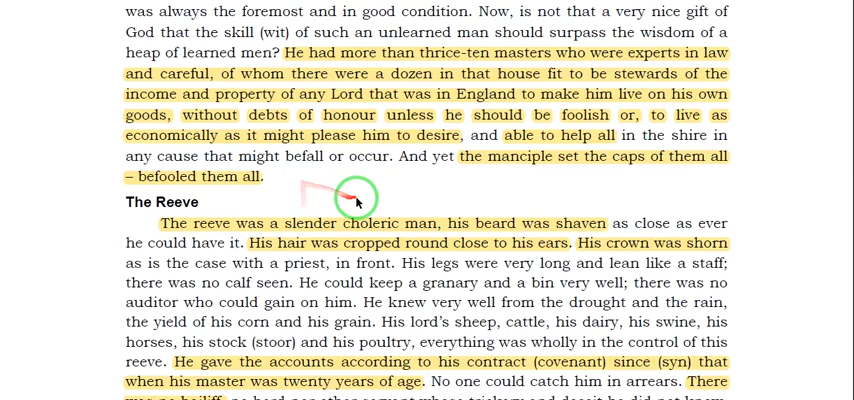 was always the foremost and in good condition. Now, is not that a very nice gift of
God that the skill (wit) of such an unlearned man should surpass the wisdom of a
heap of learned men? He had more than thrice-ten masters who were experts in law
and careful, of whom there were a dozen in that house fit to be stewards of the
income and property of any Lord that was in England to make him live on his own
goods, without debts of honour unless he should be foolish or, to live as
economically as it might please him to desire, and able to help all in the shire in
any cause that might befall or occur. And yet the manciple set the caps of them all
– befooled them all.
The Reeve
The reeve was a slender choleric man, his beard was shaven as close as ever
he could have it. His hair was cropped round close to his ears. His crown was shorn
as is the case with a priest, in front. His legs were very long and lean like a staff;
there was no calf seen. He could keep a granary and a bin very well; there was no
auditor who could gain on him. He knew very well from the drought and the rain,
the yield of his corn and his grain. His lord's sheep, cattle, his dairy, his swine, his
horses, his stock (stoor) and his poultry, everything was wholly in the control of this
reeve. He gave the accounts according to his contract (covenant) since (syn) that
when his master was twenty years of age. No one could catch him in arrears. There